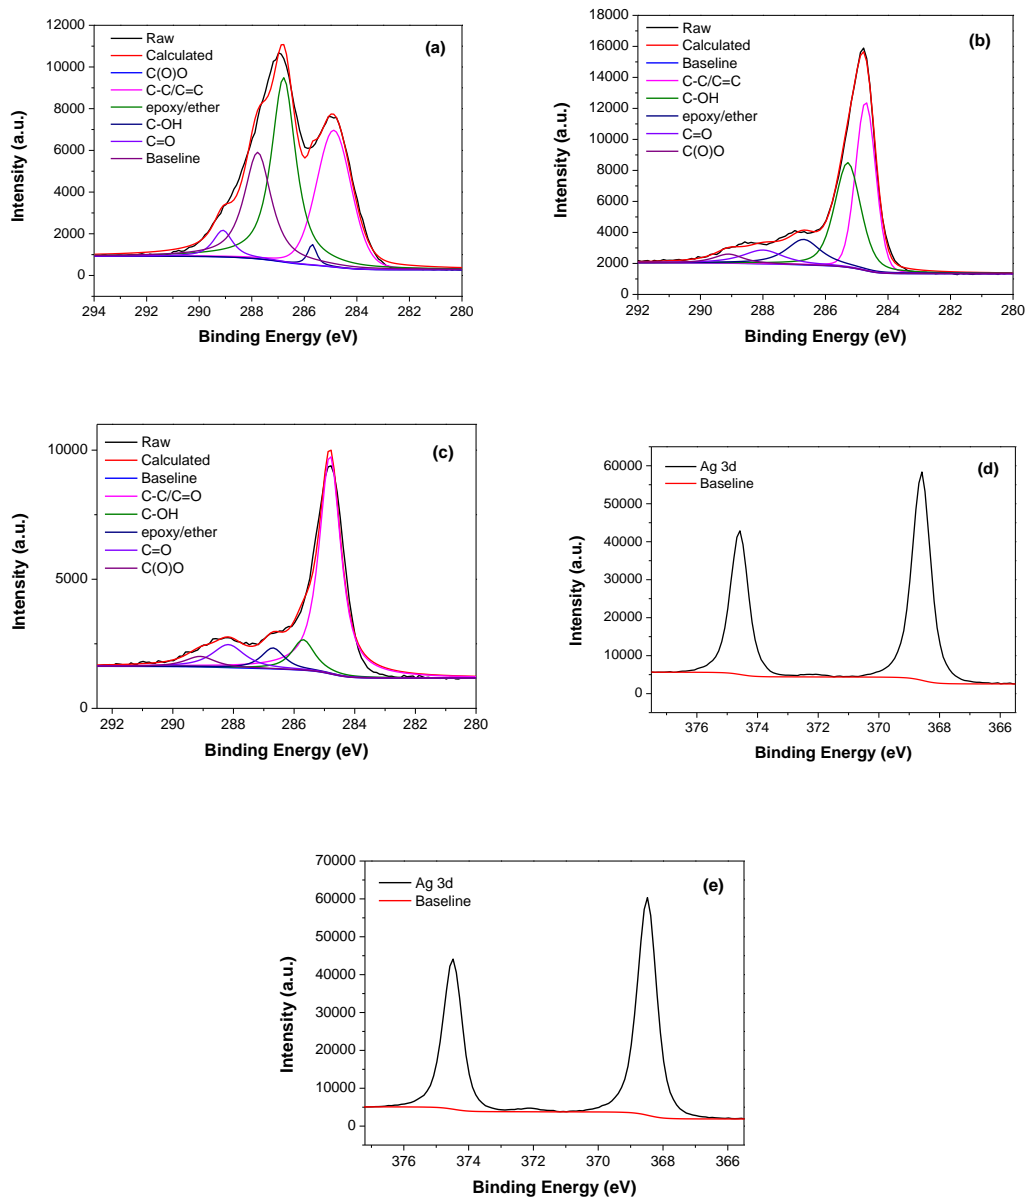 12000
10000
8000
6000
4000
2000
0
Intensity (a.u.)
Raw
Calculated
C(O)O
C-C/C=C
epoxy/ether
C-OH
C=O
Baseline
(a)
294 292 290 288 286 284 282 280
Binding Energy (eV)
18000
16000
14000
12000
10000
8000
6000
4000
2000
0
Intensity (a.u.)
Raw
Calculated
Baseline
C-C/C=C
C-OH
epoxy/ether
C=O
C(O)O
(b)
292 290 288 286 284 282 280
Binding Energy (eV)
10000
5000
0
Intensity (a.u.)
Raw
Calculated
Baseline
C-C/C=O
C-OH
epoxy/ether
C=O
C(O)O
(c)
292 290 288 286 284 282 280
Binding Energy (eV)
60000
50000
40000
30000
20000
10000
0
Intensity (a.u.)
Ag 3d
Baseline
(d)
376 374 372 370 368 366
Binding Energy (eV)
70000
60000
50000
40000
30000
20000
10000
0
Intensity (a.u.)
Ag 3d
Baseline
(e)
376 374 372 370 368 366
Binding Energy (eV)